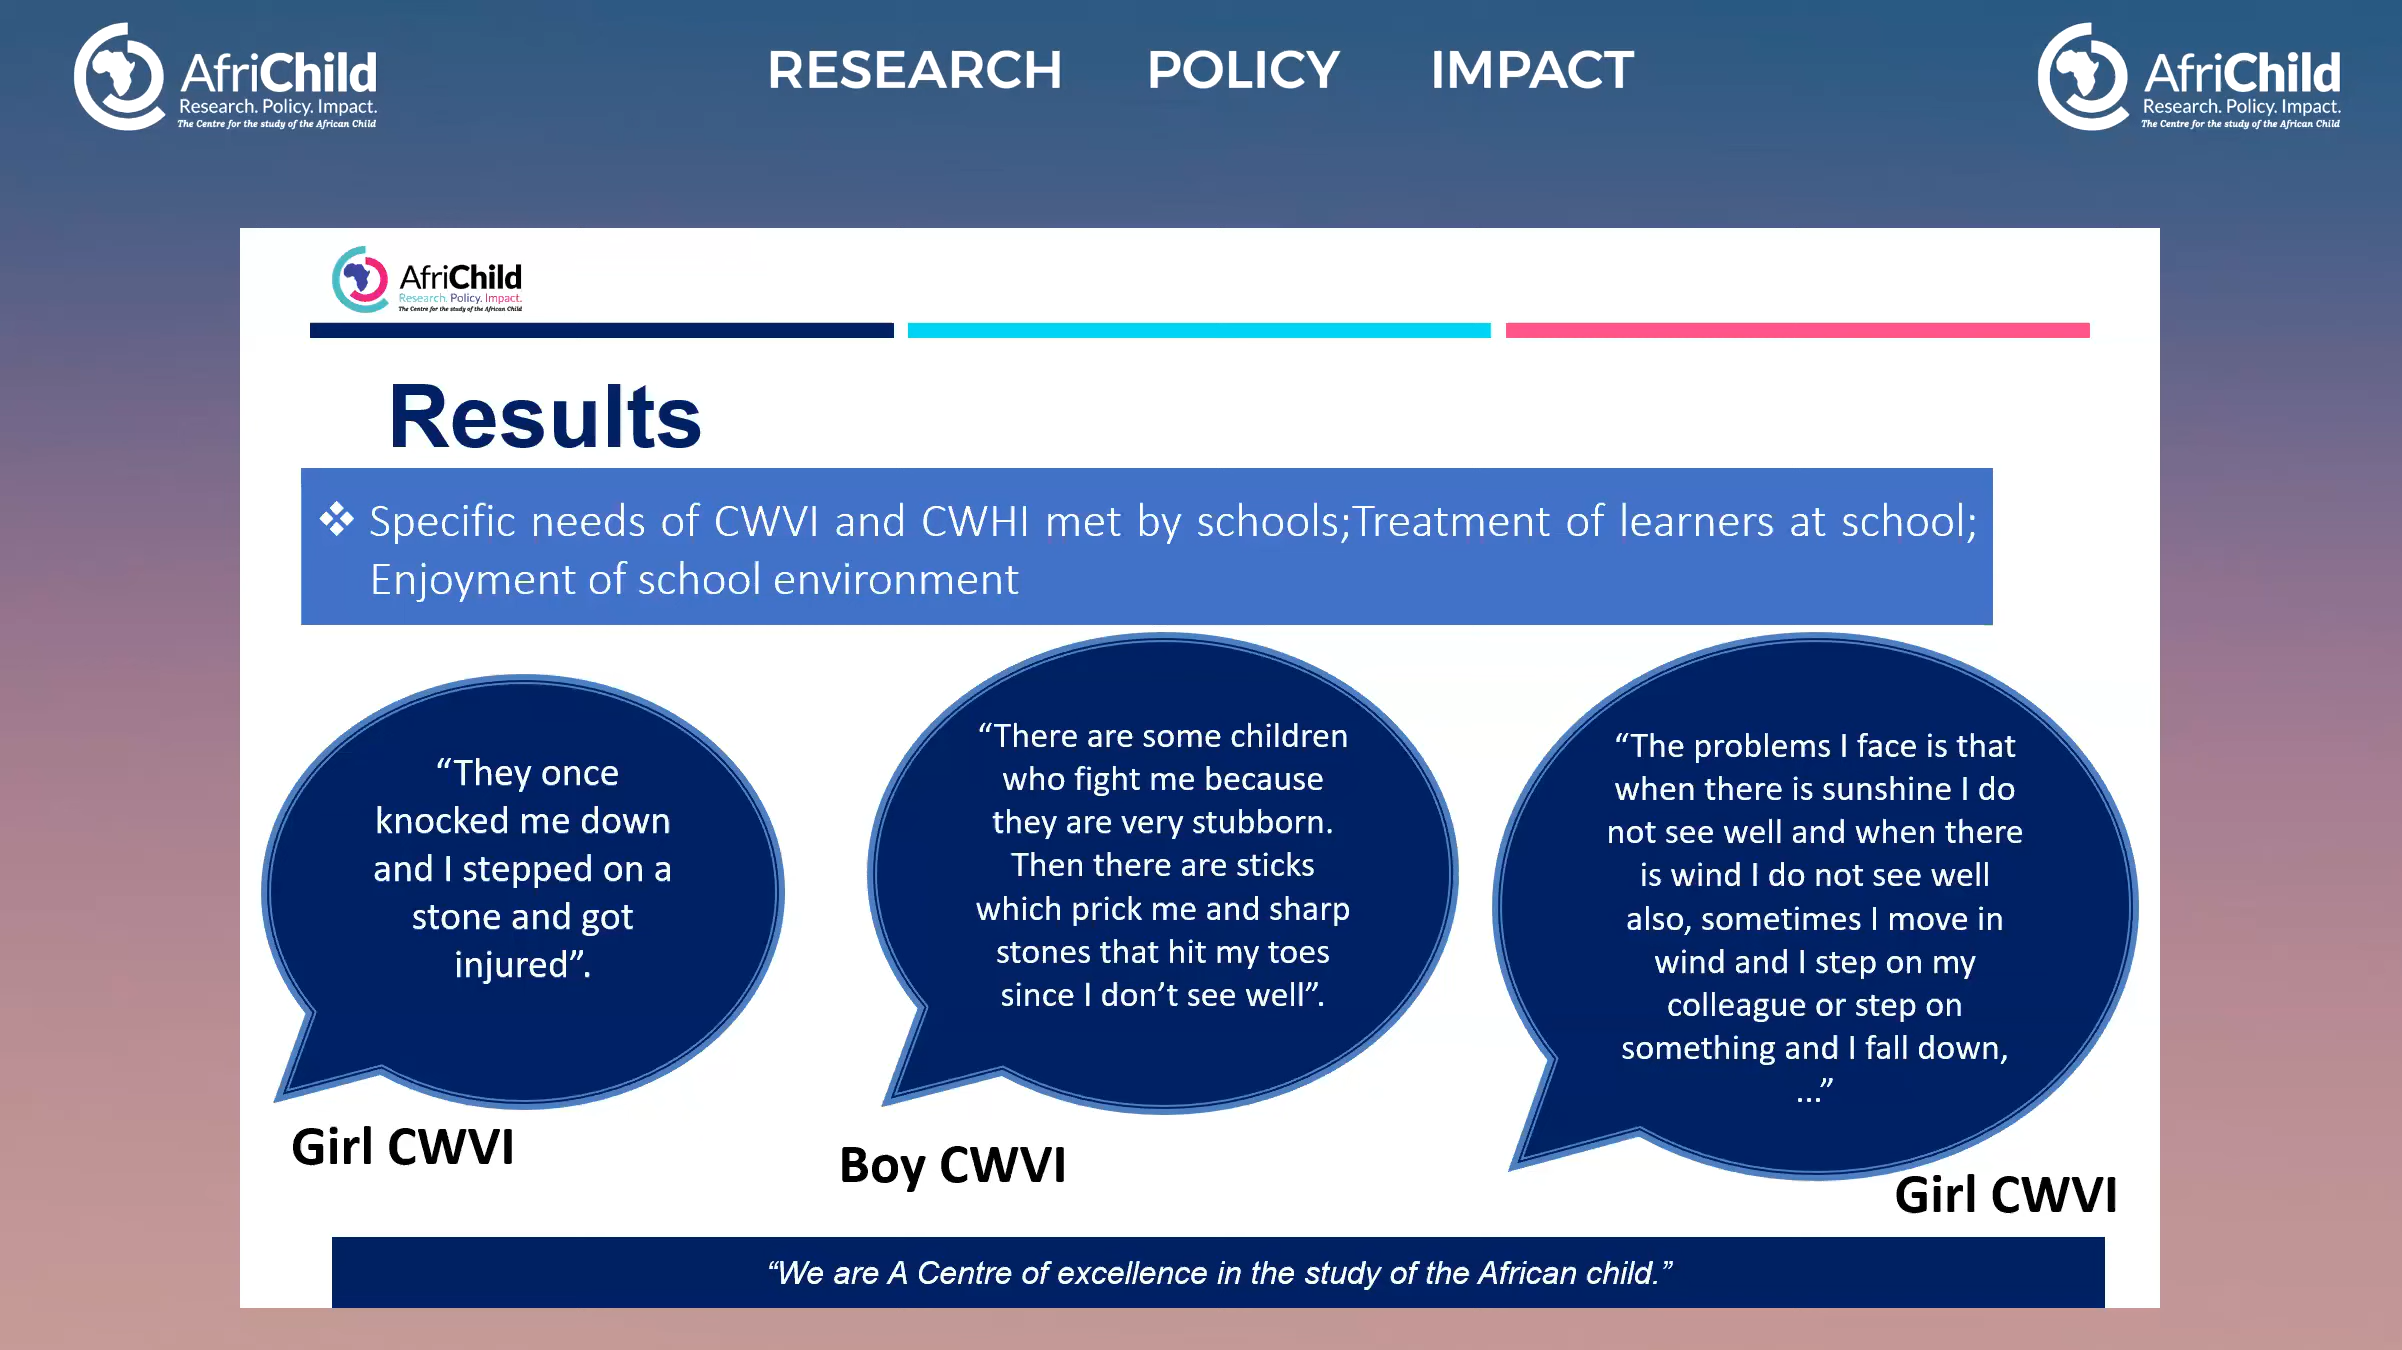 AfriChild
Research. Policy. Impact.
The Centre for the study of the African Child
RESEARCH POLICY IMPACT
AfriChild
Research. Policy. Impact.
The Centre for the study of the African Child
AfriChild
Research. Policy. Impact.
The Centre for the study of the African Child
Results
❖ Specific needs of CWVI and CWHI met by schools;Treatment of learners at school;
Enjoyment of school environment
“They once
knocked me down
and I stepped on a
stone and got
injured”.
Girl CWVI
“There are some children
who fight me because
they are very stubborn.
Then there are sticks
which prick me and sharp
stones that hit my toes
since I don’t see well”.
Boy CWVI
“The problems I face is that
when there is sunshine I do
not see well and when there
is wind I do not see well
also, sometimes I move in
wind and I step on my
colleague or step on
something and I fall down,
...”
Girl CWVI
“We are A Centre of excellence in the study of the African child.”